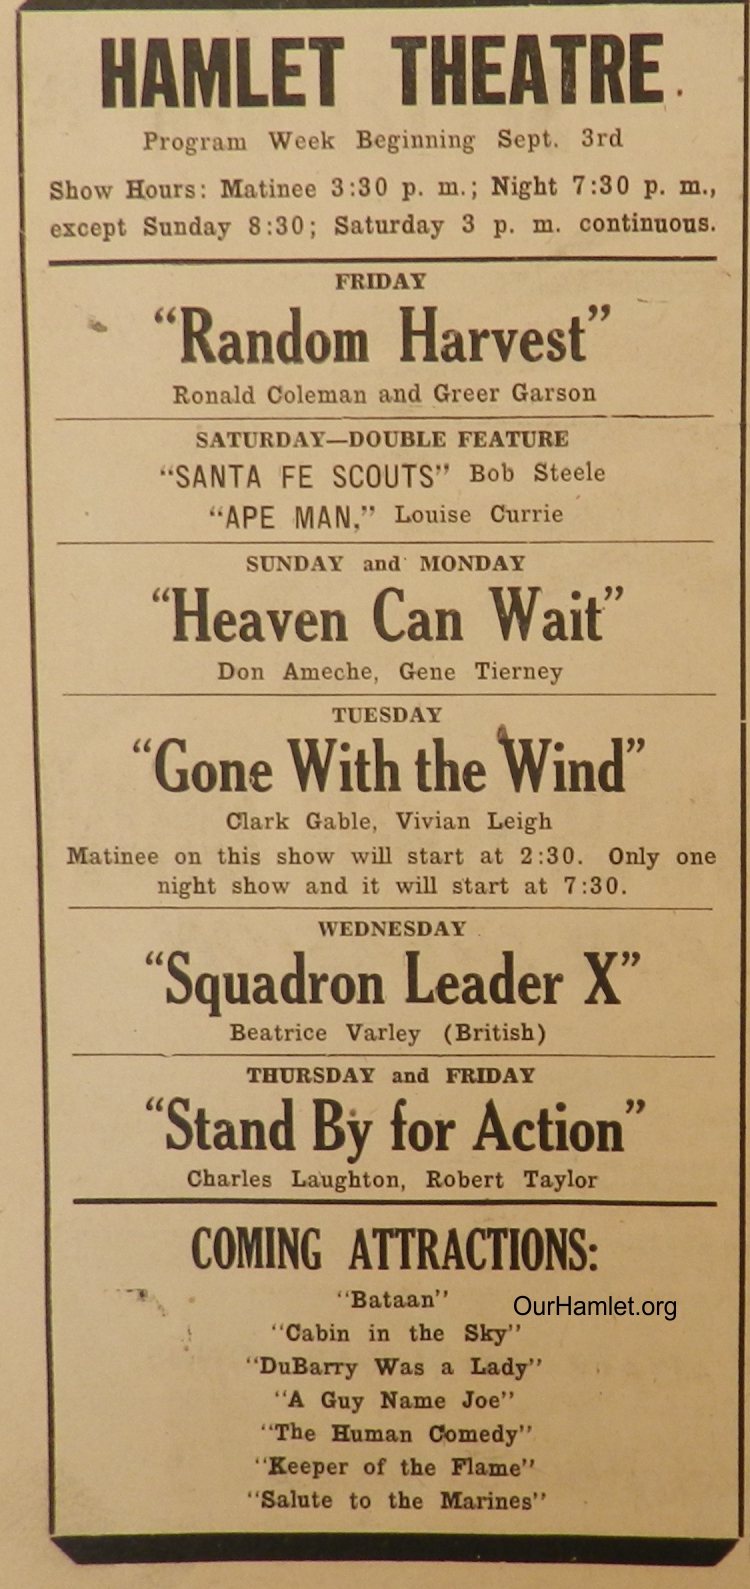 HAMLET THEATRE.
Program Week Beginning Sept. 3rd
Show Hours: Matinee 3:30 p. m.; Night 7:30 p. m.,
except Sunday 8:30; Saturday 3 p. m. continuous.
FRIDAY
“Random Harvest”
Ronald Coleman and Greer Garson
SATURDAY—DOUBLE FEATURE
“SANTA FE SCOUTS” Bob Steele
“APE MAN,” Louise Currie
SUNDAY and MONDAY
“Heaven Can Wait”
Don Ameche, Gene Tierney
TUESDAY
“Gone With the Wind”
Clark Gable, Vivian Leigh
Matinee on this show will start at 2:30. Only one
night show and it will start at 7:30.
WEDNESDAY
“Squadron Leader X”
Beatrice Varley (British)
THURSDAY and FRIDAY
“Stand By for Action”
Charles Laughton, Robert Taylor
COMING ATTRACTIONS:
“Bataan”
OurHamlet.org
“Cabin in the Sky”
“DuBarry Was a Lady”
“A Guy Name Joe”
“The Human Comedy”
“Keeper of the Flame”
“Salute to the Marines”